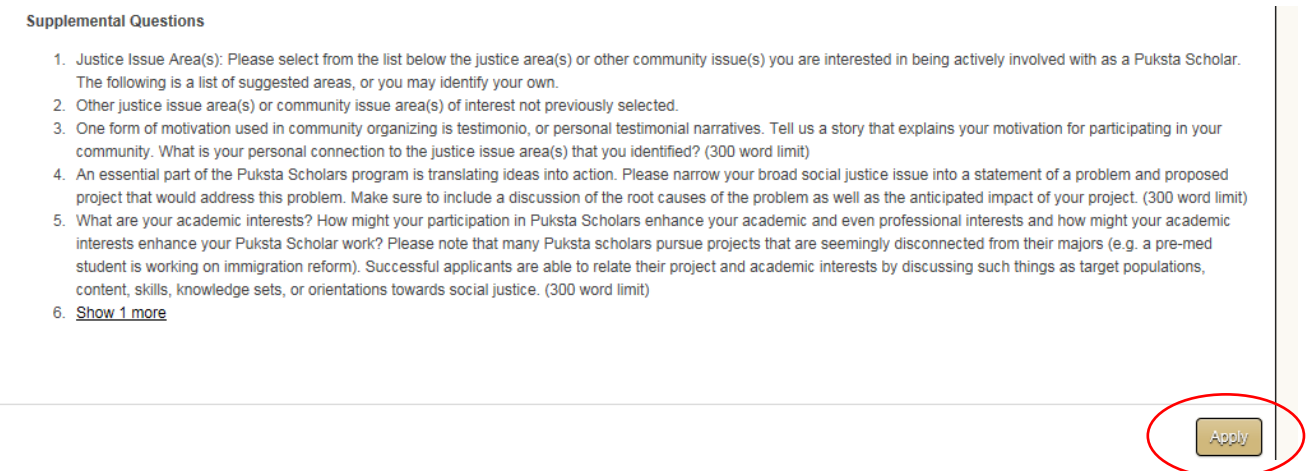 Supplemental Questions
1. Justice Issue Area(s): Please select from the list below the justice area(s) or other community issue(s) you are interested in being actively involved with as a Puksta Scholar.
The following is a list of suggested areas, or you may identify your own.
2. Other justice issue area(s) or community issue area(s) of interest not previously selected.
3. One form of motivation used in community organizing is testimonio, or personal testimonial narratives. Tell us a story that explains your motivation for participating in your
community. What is your personal connection to the justice issue area(s) that you identified? (300 word limit)
4. An essential part of the Puksta Scholars program is translating ideas into action. Please narrow your broad social justice issue into a statement of a problem and proposed
project that would address this problem. Make sure to include a discussion of the root causes of the problem as well as the anticipated impact of your project. (300 word limit)
5. What are your academic interests? How might your participation in Puksta Scholars enhance your academic and even professional interests and how might your academic
interests enhance your Puksta Scholar work? Please note that many Puksta scholars pursue projects that are seemingly disconnected from their majors (e.g. a pre-med
student is working on immigration reform). Successful applicants are able to relate their project and academic interests by discussing such things as target populations,
content, skills, knowledge sets, or orientations towards social justice. (300 word limit)
6. Show 1 more
Apply